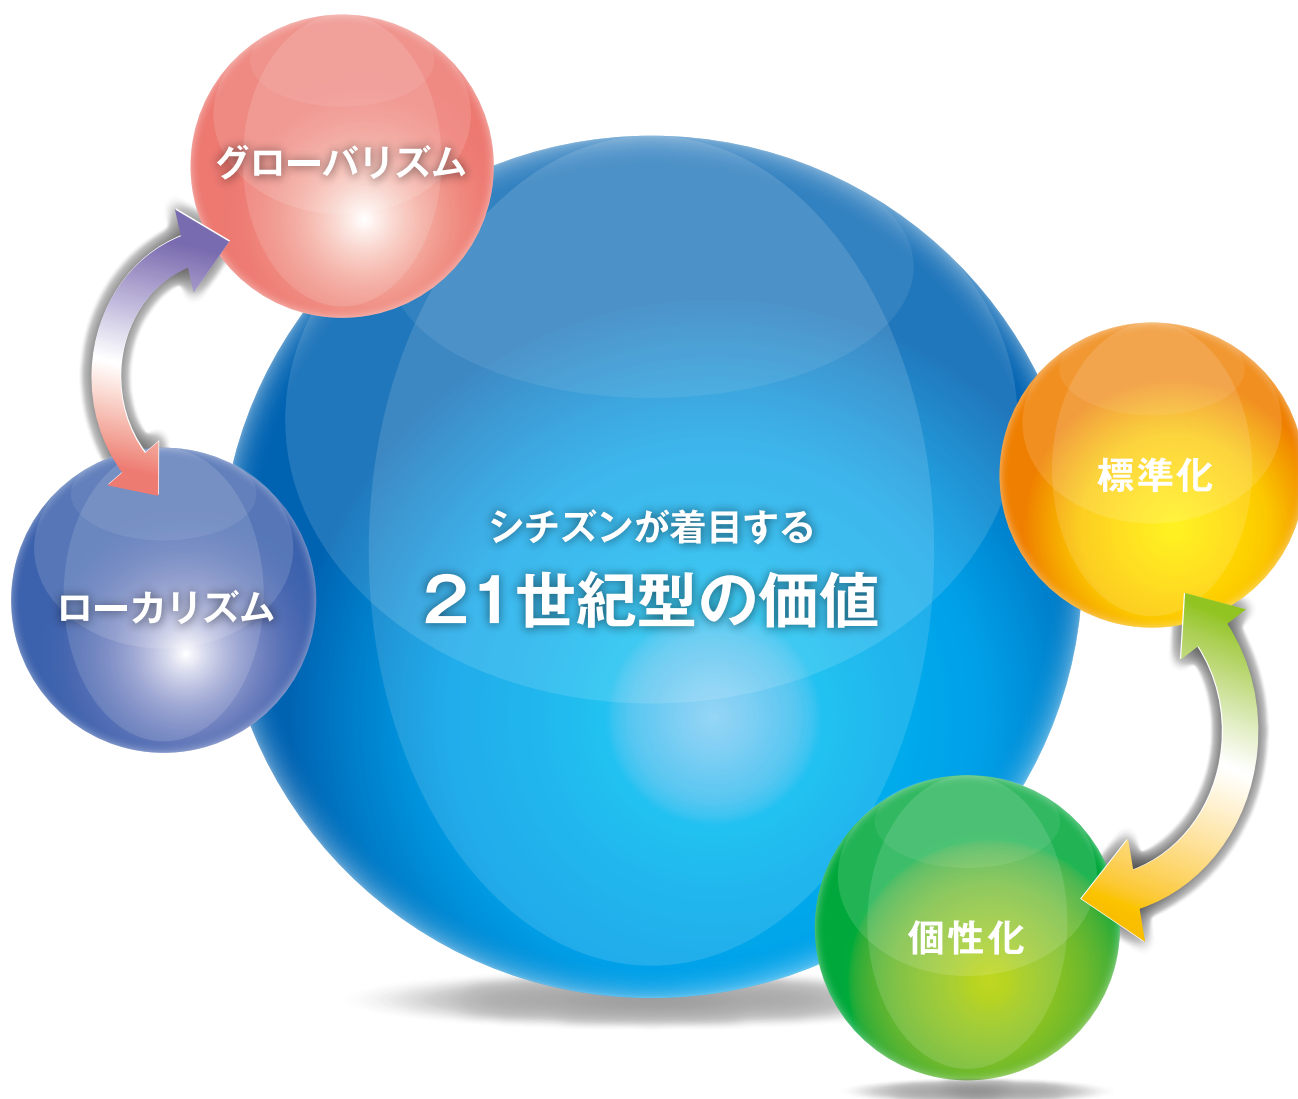 グローバリズム
標準化
シチズンが着目する
21世紀型の価値
ローカリズム
個性化